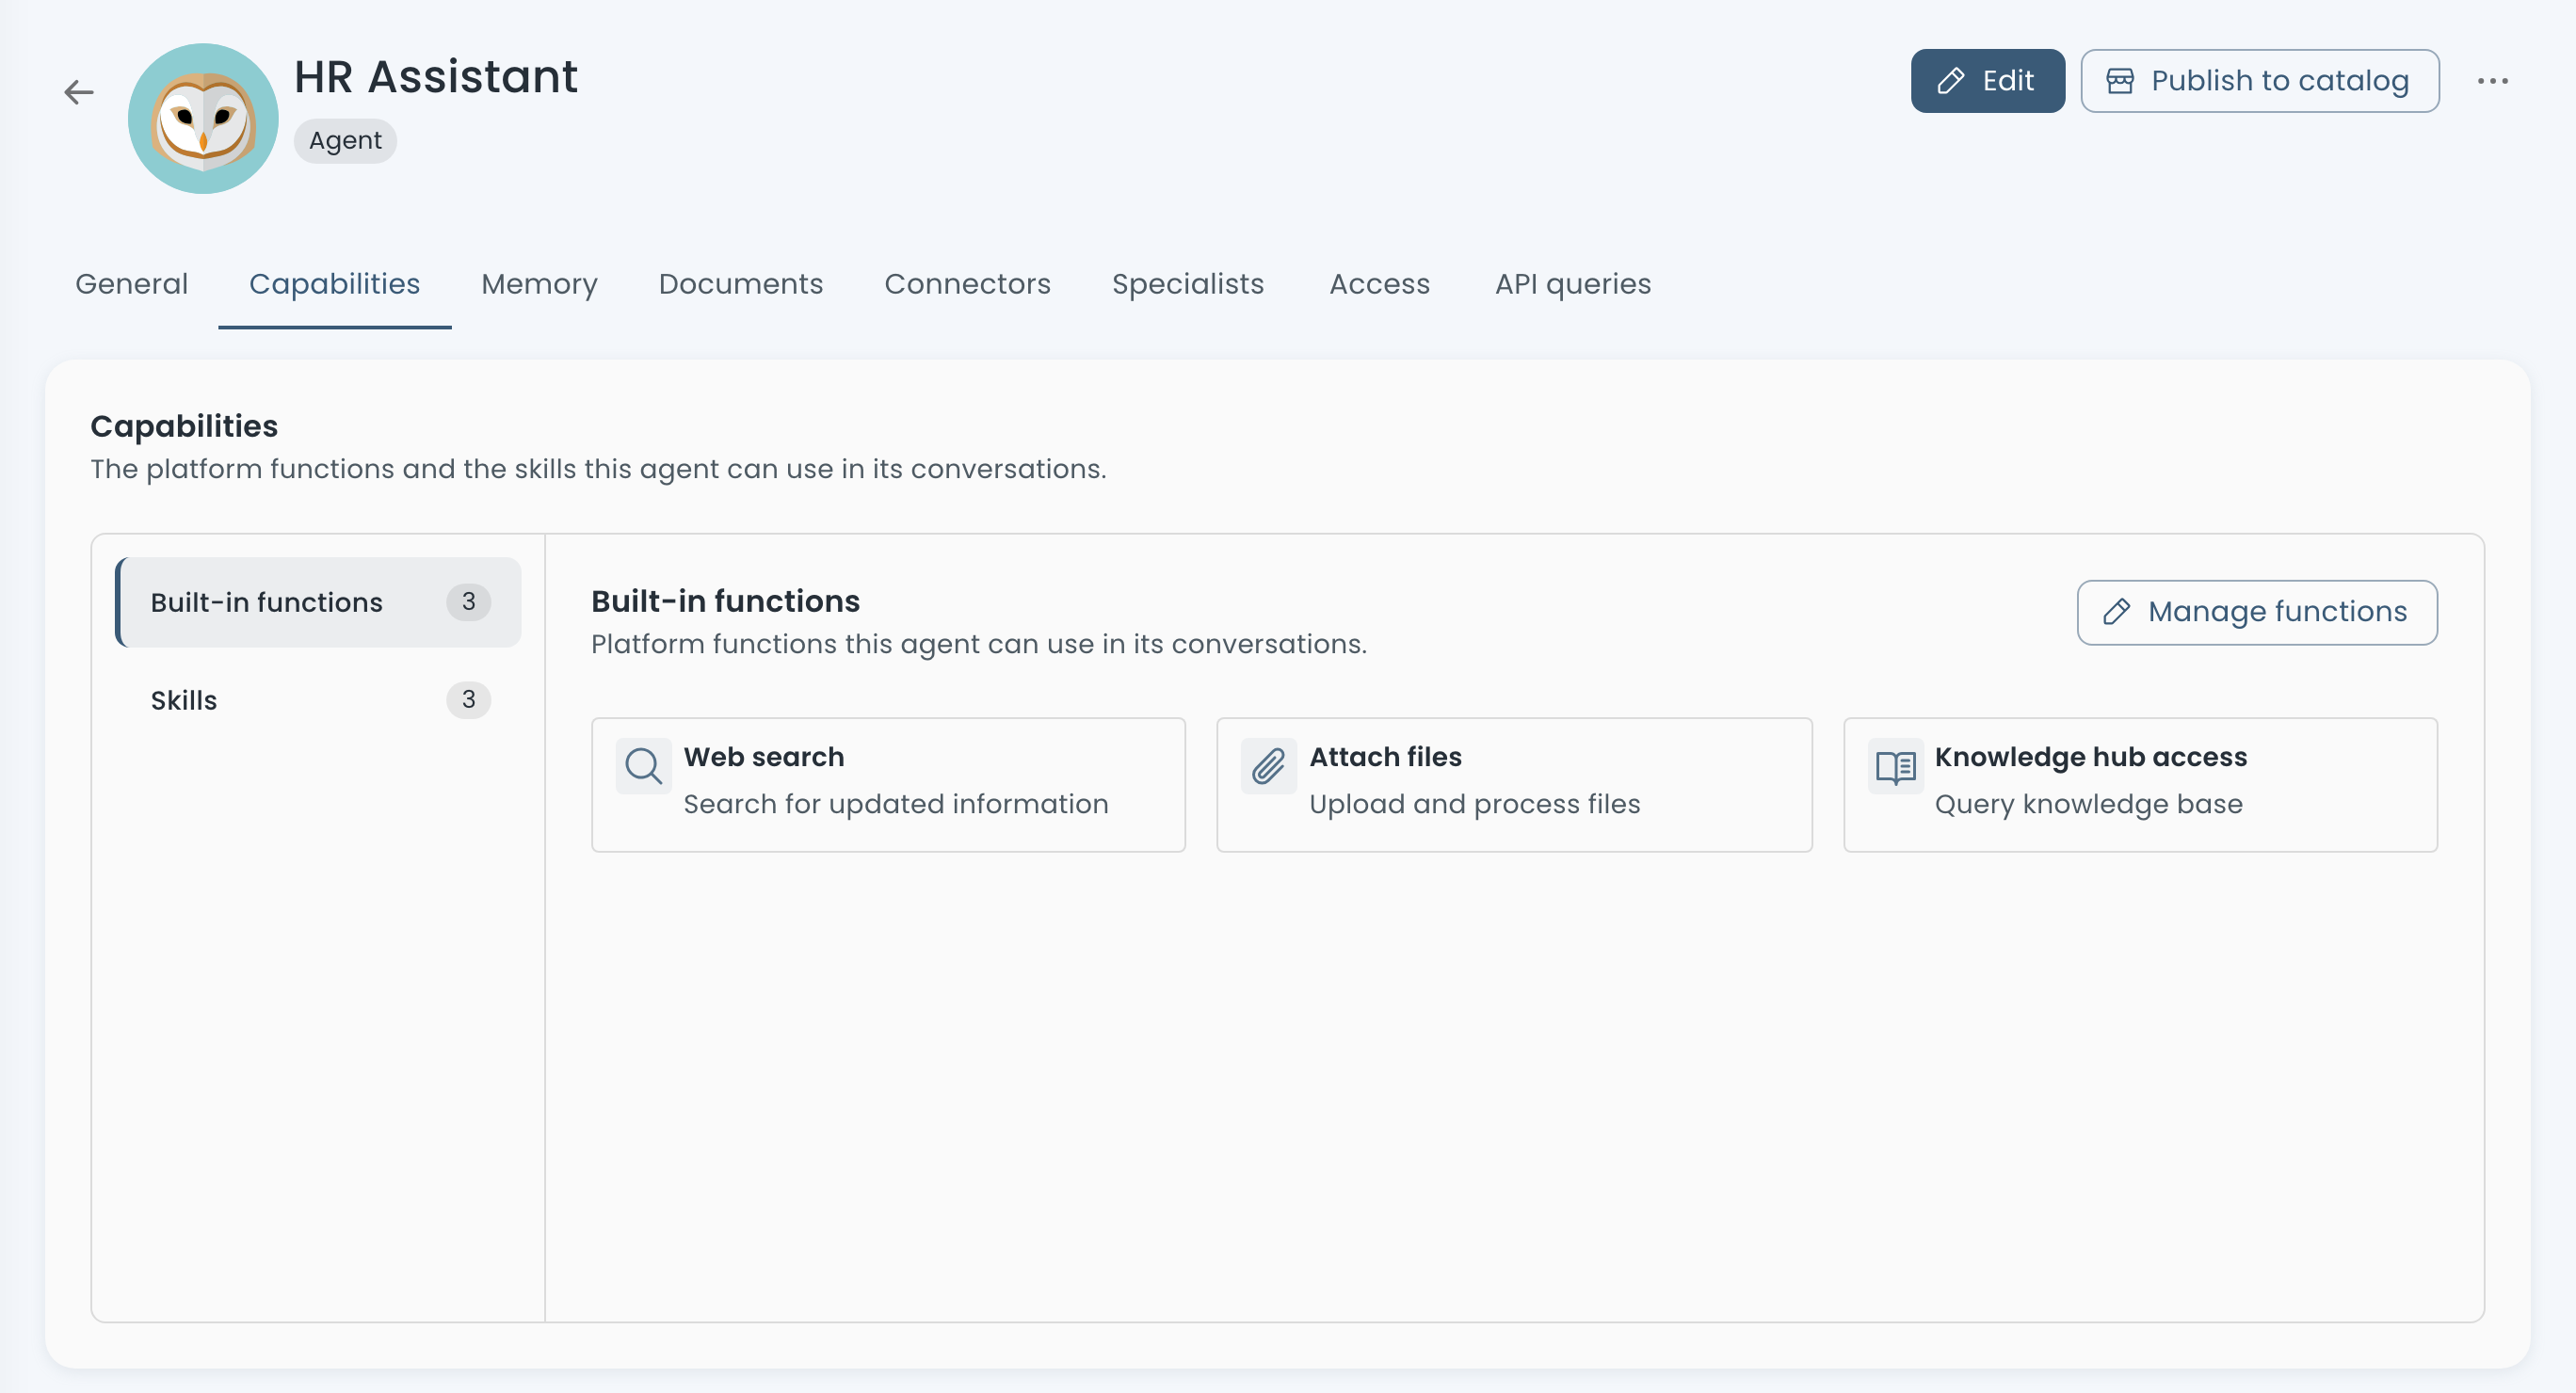 HR Assistant
Agent
Edit
Publish to catalog
General
Capabilities
Memory
Documents
Connectors
Specialists
Access
API queries
Capabilities
The platform functions and the skills this agent can use in its conversations.
Built-in functions
3
Skills
3
Built-in functions
Platform functions this agent can use in its conversations.
Manage functions
Web search
Search for updated information
Attach files
Upload and process files
Knowledge hub access
Query knowledge base